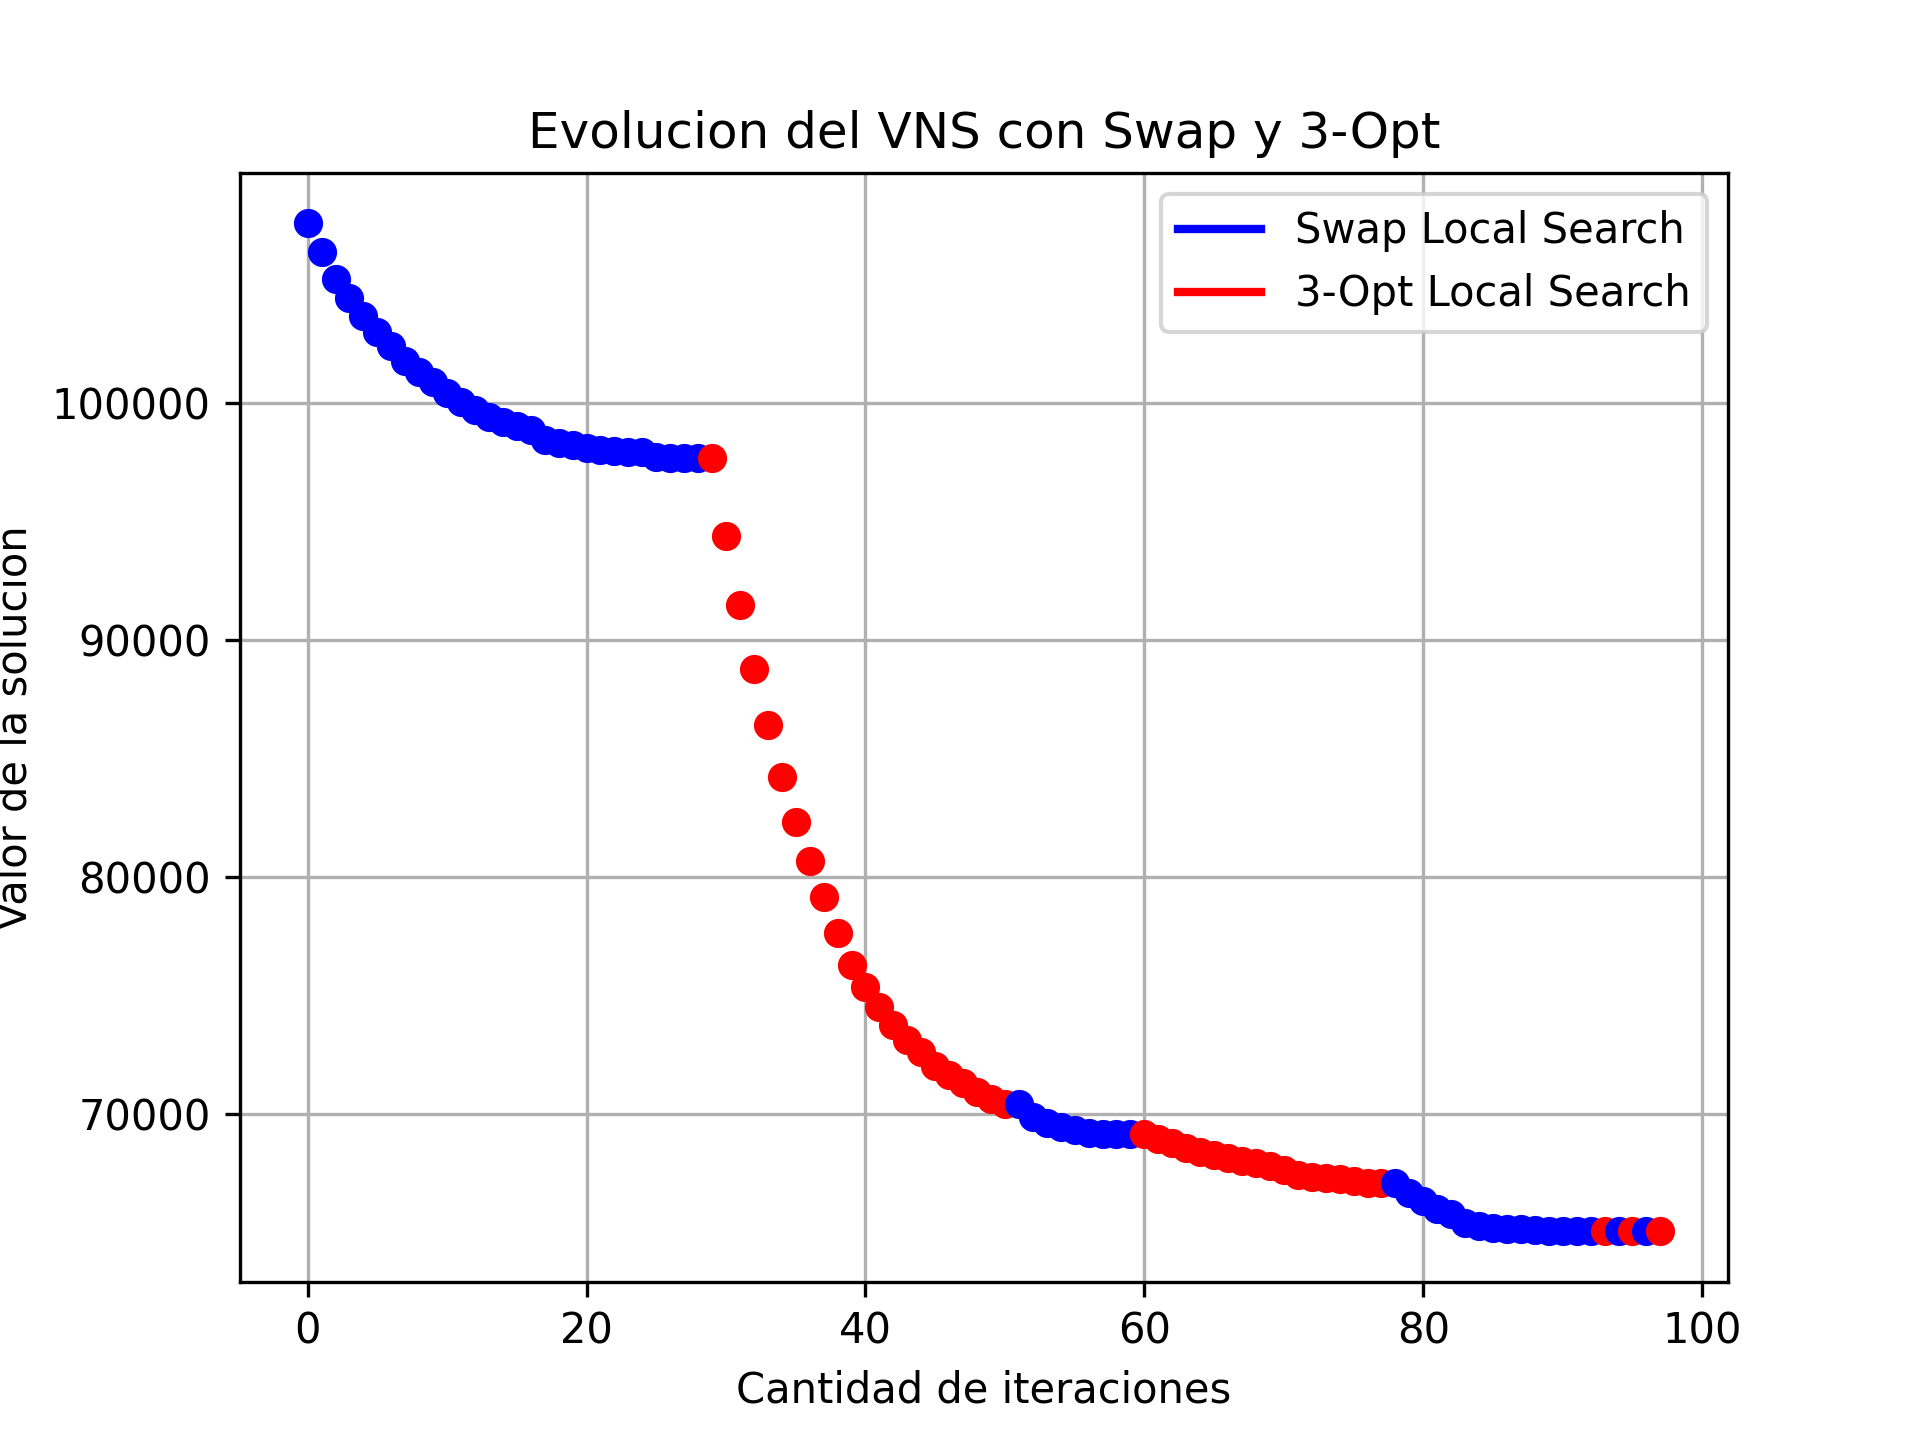 Evolucion del VNS con Swap y 3-Opt
Swap Local Search
3-Opt Local Search
Valor de la solucion
100000
90000
80000
70000
0 20 40 60 80 100
Cantidad de iteraciones